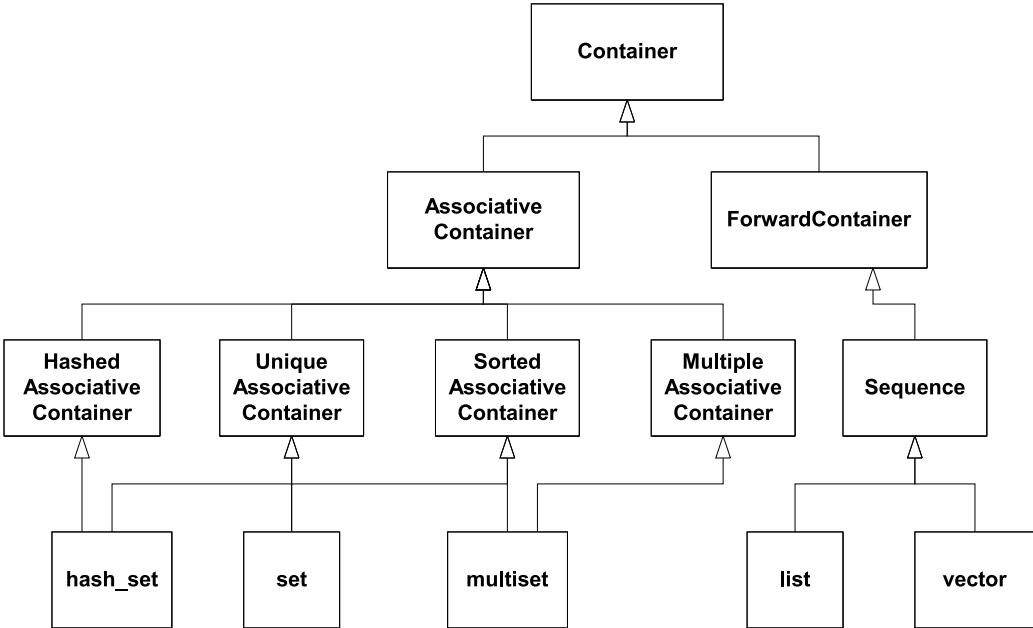 Container
Associative
Container
ForwardContainer
Hashed
Associative
Container
Unique
Associative
Container
Sorted
Associative
Container
Multiple
Associative
Container
Sequence
hash_set
set
multiset
list
vector